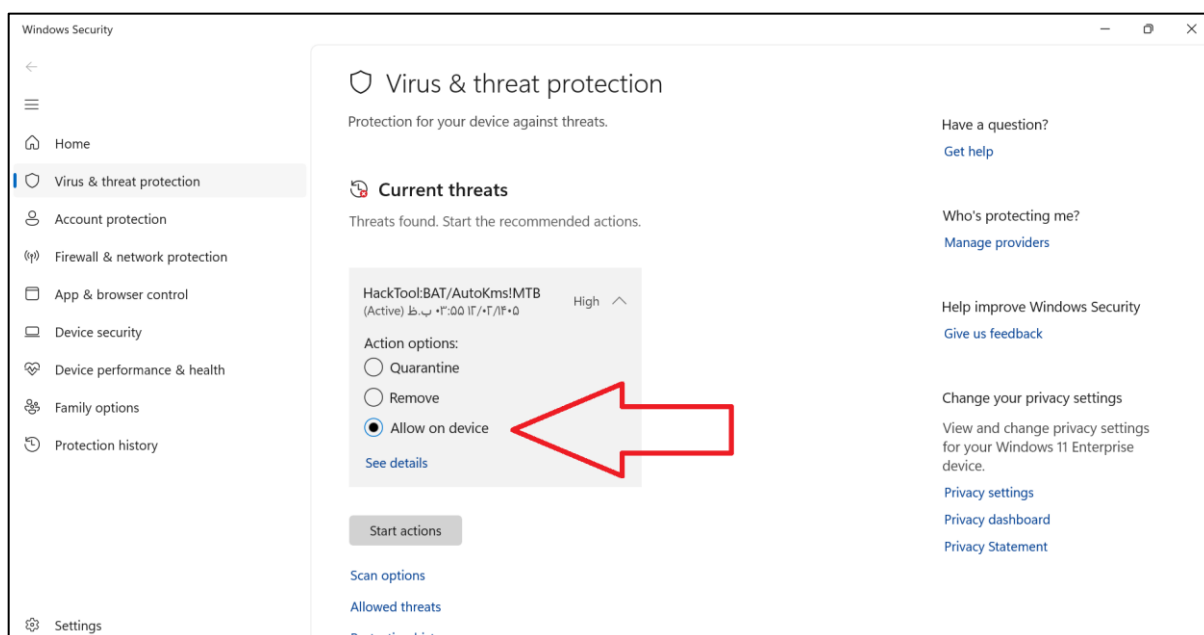 Windows Security
Home
Virus & threat protection
Account protection
Firewall & network protection
App & browser control
Device security
Device performance & health
Family options
Protection history
Settings
Virus & threat protection
Protection for your device against threats.
Current threats
Threats found. Start the recommended actions.
HackTool:BAT/AutoKms!MTB
High
۱۲/۰۲/۱۴۰۵ ۰۳:۵۵ ب.ظ (Active)
Action options:
Quarantine
Remove
Allow on device
See details
Start actions
Scan options
Allowed threats
Have a question?
Get help
Who's protecting me?
Manage providers
Help improve Windows Security
Give us feedback
Change your privacy settings
View and change privacy settings
for your Windows 11 Enterprise
device.
Privacy settings
Privacy dashboard
Privacy Statement